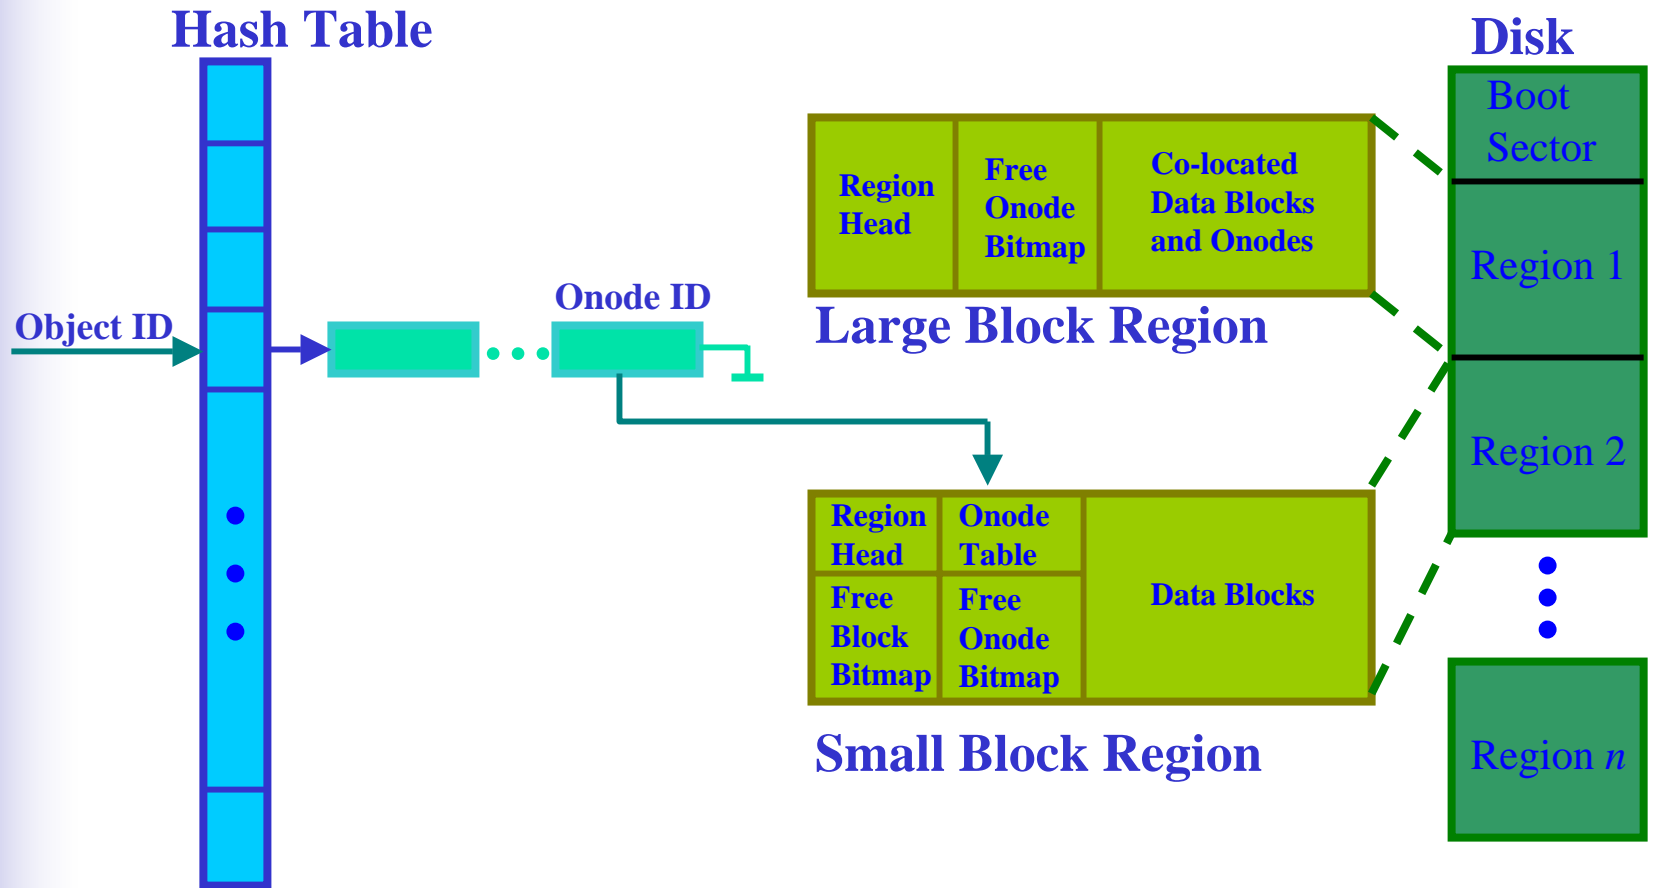 Hash Table
Disk
Boot
Sector
Region
Head
Free
Onode
Bitmap
Co-located
Data Blocks
and Onodes
Region 1
Onode ID
Object ID
Large Block Region
Region 2
Region
Head
Onode
Table
Free
Block
Bitmap
Free
Onode
Bitmap
Data Blocks
Small Block Region
Region n